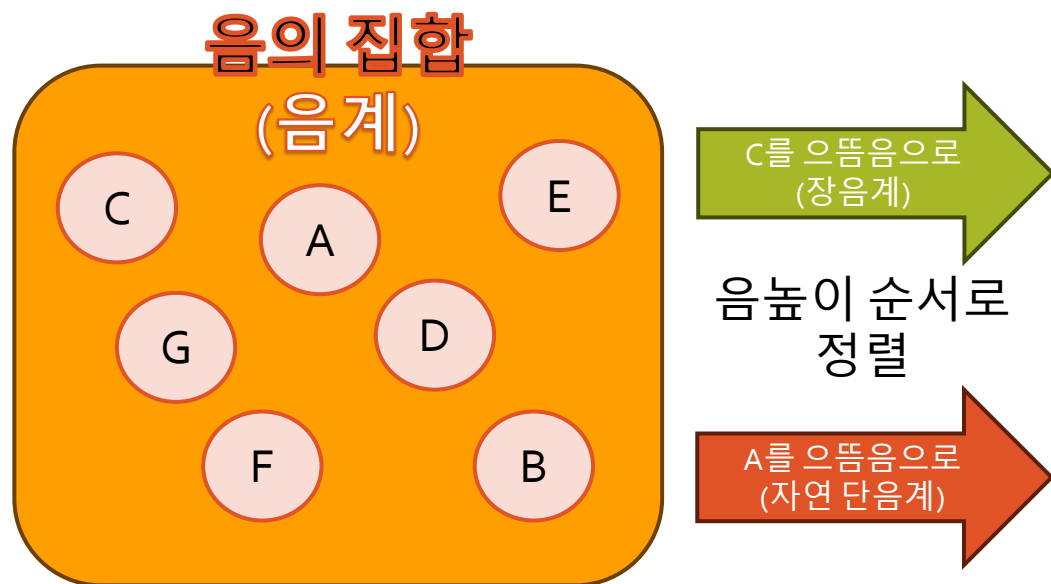 음의 집합
(음계)
C
A
E
G
D
F
B
C를 으뜸음으로
(장음계)
음높이 순서로
정렬
A를 으뜸음으로
(자연 단음계)